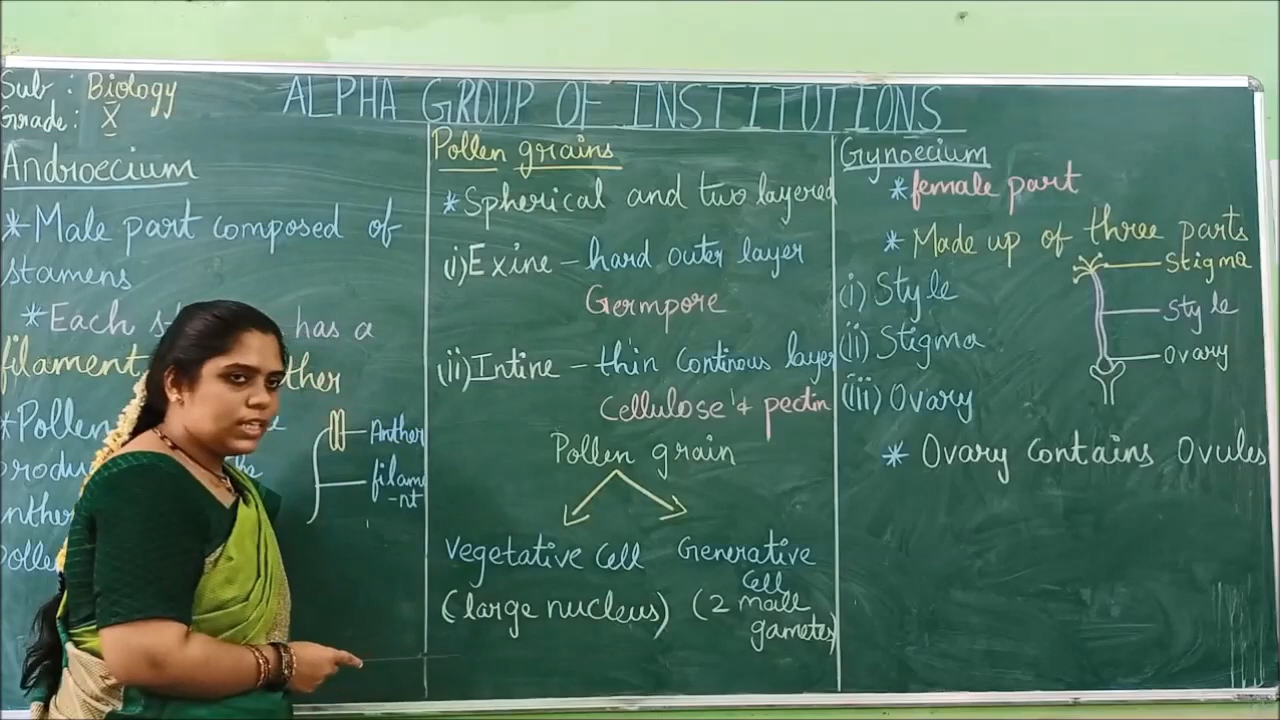 Sub : Biology
Grade: X
ALPHA GROUP OF INSTITUTIONS
Androecium
* Male part composed of
stamens
* Each has a
filament
* Pollen
Anther
filame
-nt
Pollen grains
* Spherical and two layered
(i) Exine – hard outer layer
Germpore
(ii) Intine – thin continous layer
Cellulose & pectin
Pollen grain
Vegetative Cell
(large nucleus)
Generative
Cell
(2 male
gametes)
Gynoecium
* female part
* Made up of three parts
(i) Style
(ii) Stigma
(iii) Ovary
Stigma
Style
Ovary
* Ovary contains Ovules